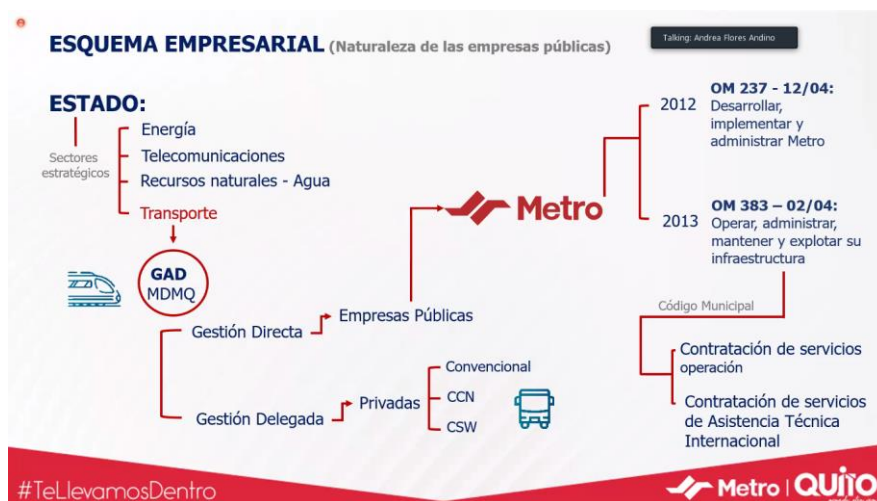 ESQUEMA EMPRESARIAL (Naturaleza de las empresas públicas)
Talking: Andrea Flores Andino
ESTADO:
Sectores
estratégicos
Energía
Telecomunicaciones
Recursos naturales - Agua
Transporte
GAD
MDMQ
Gestión Directa
Empresas Públicas
Gestión Delegada
Privadas
Convencional
CCN
CSW
Metro
2012
OM 237 - 12/04:
Desarrollar,
implementar y
administrar Metro
2013
OM 383 – 02/04:
Operar, administrar,
mantener y explotar su
infraestructura
Código Municipal
Contratación de servicios
operación
Contratación de servicios
de Asistencia Técnica
Internacional
#TeLlevamosDentro
Metro | Quito